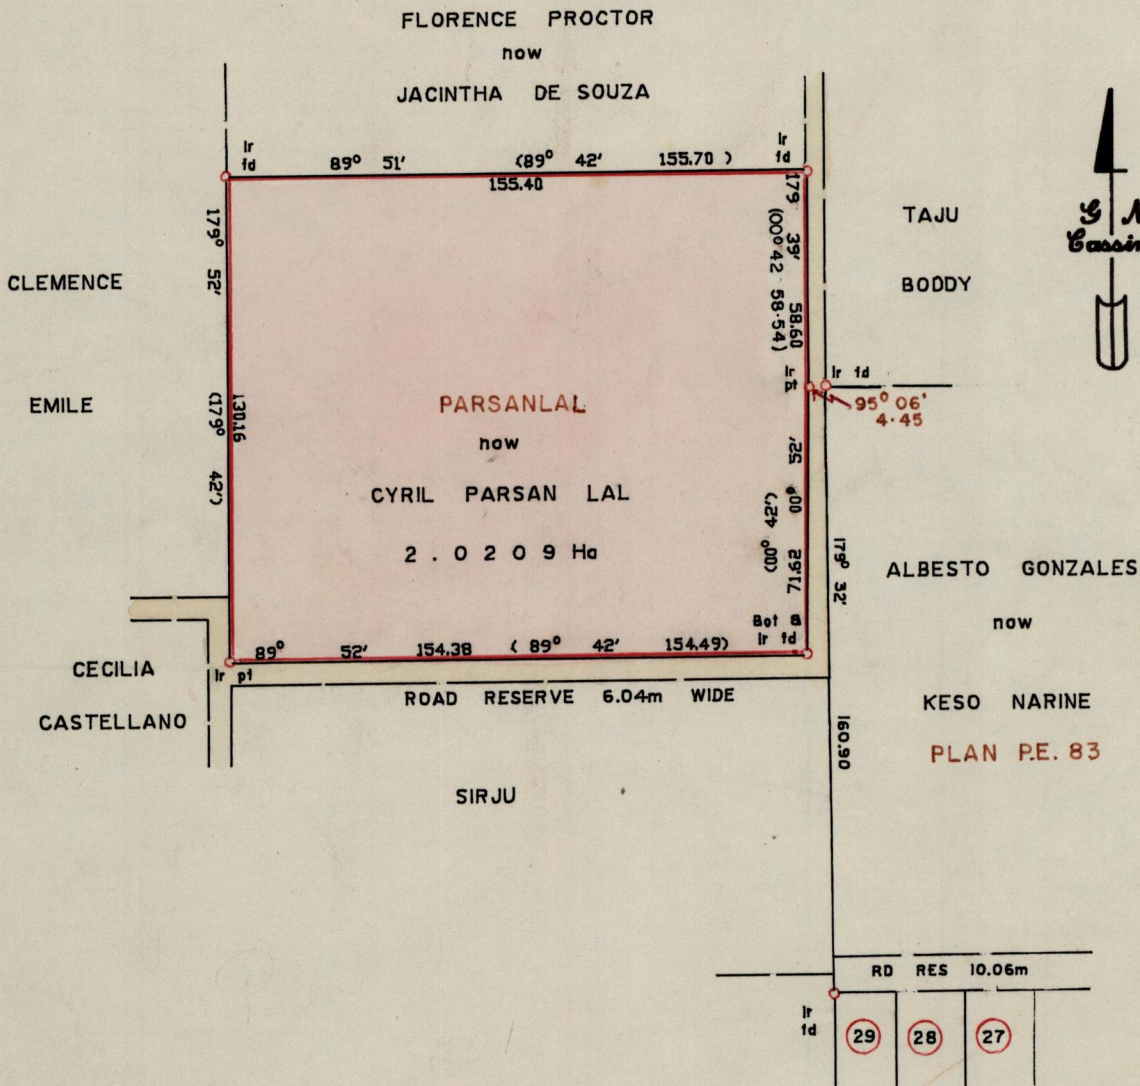 FLORENCE PROCTOR
now
JACINTHA DE SOUZA
Ir
fd
89° 51' (89° 42' 155.70 )
Ir
fd
155.40
179° 52'
130.16
(179° 42')
179 39' 58.60
(00° 42 58.54)
Ir
pt
Ir fd
95° 06'
4.45
TAJU
BODDY
G
CLEMENCE
EMILE
PARSANLAL
now
CYRIL PARSAN LAL
2.0209 Ha
71.62 00° 52'
(00° 42')
Bot 8
Ir fd
179° 32'
160.90
ALBESTO GONZALES
now
KESO NARINE
PLAN P.E. 83
89° 52' 154.38 ( 89° 42' 154.49)
Ir pt
CECILIA
CASTELLANO
ROAD RESERVE 6.04m WIDE
SIRJU
RD RES 10.06m
Ir
fd
29 28 27